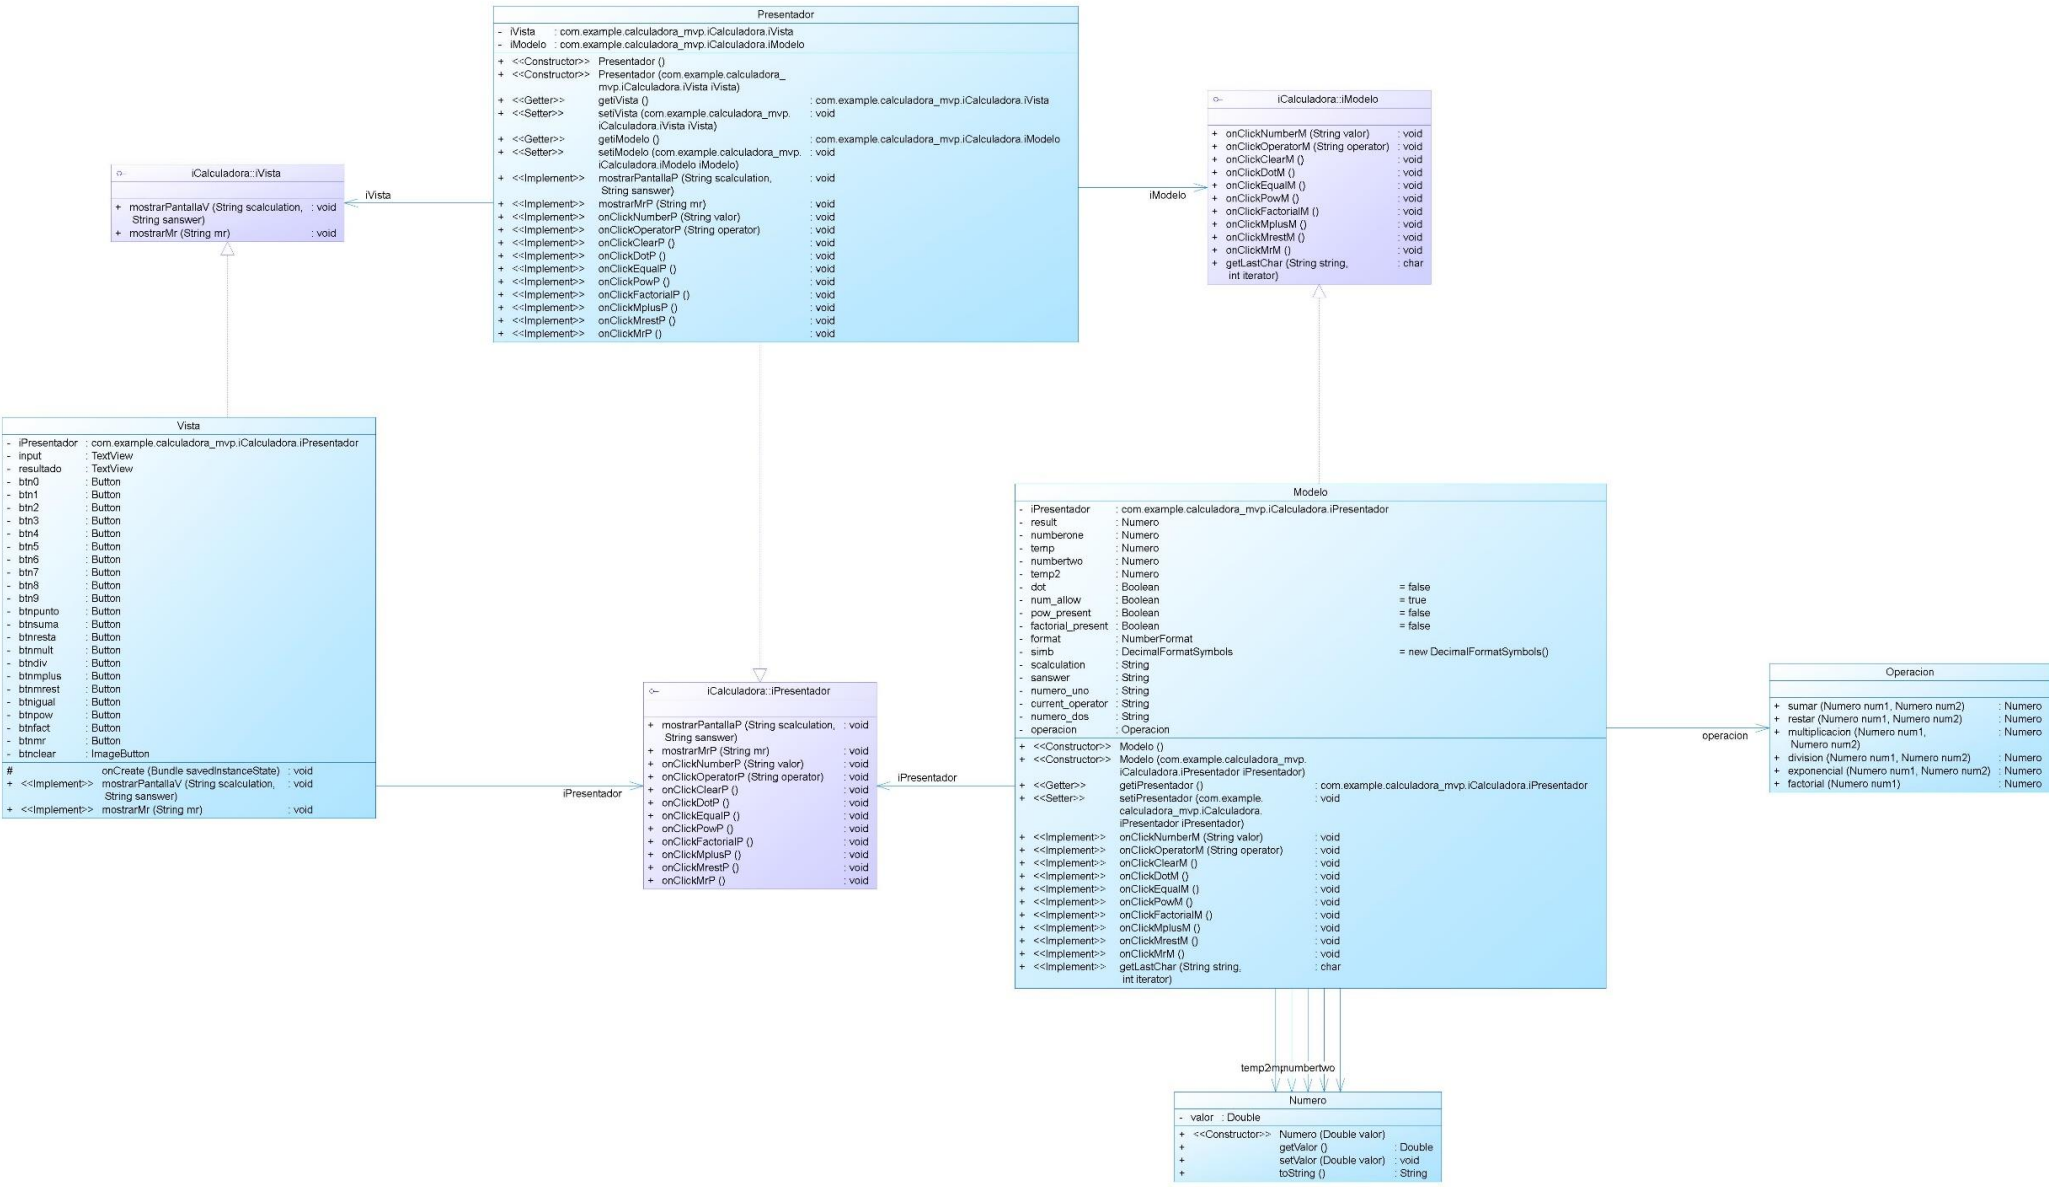 Presentador
- iVista : com.example.calculadora_mvp.iCalculadora.iVista
- iModelo : com.example.calculadora_mvp.iCalculadora.iModelo
+ <<Constructor>> Presentador ()
+ <<Constructor>> Presentador (com.example.calculadora_
mvp.iCalculadora.iVista iVista)
+ <<Getter>> getiVista () : com.example.calculadora_mvp.iCalculadora.iVista
+ <<Setter>> setiVista (com.example.calculadora_mvp. : void
iCalculadora.iVista iVista)
+ <<Getter>> getiModelo () : com.example.calculadora_mvp.iCalculadora.iModelo
+ <<Setter>> setiModelo (com.example.calculadora_mvp. : void
iCalculadora.iModelo iModelo)
+ <<Implement>> mostrarPantallaP (String scalculation, : void
String sanswer)
+ <<Implement>> mostrarMrP (String mr) : void
+ <<Implement>> onClickNumberP (String valor) : void
+ <<Implement>> onClickOperatorP (String operator) : void
+ <<Implement>> onClickClearP () : void
+ <<Implement>> onClickDotP () : void
+ <<Implement>> onClickEqualP () : void
+ <<Implement>> onClickPowP () : void
+ <<Implement>> onClickFactorialP () : void
+ <<Implement>> onClickMplusP () : void
+ <<Implement>> onClickMrestP () : void
+ <<Implement>> onClickMrP () : void
iCalculadora::iModelo
+ onClickNumberM (String valor) : void
+ onClickOperatorM (String operator) : void
+ onClickClearM () : void
+ onClickDotM () : void
+ onClickEqualM () : void
+ onClickPowM () : void
+ onClickFactorialM () : void
+ onClickMplusM () : void
+ onClickMrestM () : void
+ onClickMrM () : void
+ getLastChar (String string, : char
int iterator)
iCalculadora::iVista
+ mostrarPantallaV (String scalculation, : void
String sanswer)
+ mostrarMr (String mr) : void
iVista
iModelo
Vista
- iPresentador : com.example.calculadora_mvp.iCalculadora.iPresentador
- input : TextView
- resultado : TextView
- btn0 : Button
- btn1 : Button
- btn2 : Button
- btn3 : Button
- btn4 : Button
- btn5 : Button
- btn6 : Button
- btn7 : Button
- btn8 : Button
- btn9 : Button
- btnpunto : Button
- btnsuma : Button
- btnresta : Button
- btnmult : Button
- btndiv : Button
- btnmplus : Button
- btnmrest : Button
- btnigual : Button
- btnpow : Button
- btnfact : Button
- btnmr : Button
- btnclear : ImageButton
# onCreate (Bundle savedInstanceState) : void
+ <<Implement>> mostrarPantallaV (String scalculation, : void
String sanswer)
+ <<Implement>> mostrarMr (String mr) : void
iPresentador
iCalculadora::iPresentador
+ mostrarPantallaP (String scalculation, : void
String sanswer)
+ mostrarMrP (String mr) : void
+ onClickNumberP (String valor) : void
+ onClickOperatorP (String operator) : void
+ onClickClearP () : void
+ onClickDotP () : void
+ onClickEqualP () : void
+ onClickPowP () : void
+ onClickFactorialP () : void
+ onClickMplusP () : void
+ onClickMrestP () : void
+ onClickMrP () : void
iPresentador
Modelo
- iPresentador : com.example.calculadora_mvp.iCalculadora.iPresentador
- result : Numero
- numberone : Numero
- temp : Numero
- numbertwo : Numero
- temp2 : Numero
- dot : Boolean = false
- num_allow : Boolean = true
- pow_present : Boolean = false
- factorial_present : Boolean = false
- format : NumberFormat
- simb : DecimalFormatSymbols = new DecimalFormatSymbols()
- scalculation : String
- sanswer : String
- numero_uno : String
- current_operator : String
- numero_dos : String
- operacion : Operacion
+ <<Constructor>> Modelo ()
+ <<Constructor>> Modelo (com.example.calculadora_mvp.
iCalculadora.iPresentador iPresentador)
+ <<Getter>> getiPresentador () : com.example.calculadora_mvp.iCalculadora.iPresentador
+ <<Setter>> setiPresentador (com.example. : void
calculadora_mvp.iCalculadora.
iPresentador iPresentador)
+ <<Implement>> onClickNumberM (String valor) : void
+ <<Implement>> onClickOperatorM (String operator) : void
+ <<Implement>> onClickClearM () : void
+ <<Implement>> onClickDotM () : void
+ <<Implement>> onClickEqualM () : void
+ <<Implement>> onClickPowM () : void
+ <<Implement>> onClickFactorialM () : void
+ <<Implement>> onClickMplusM () : void
+ <<Implement>> onClickMrestM () : void
+ <<Implement>> onClickMrM () : void
+ <<Implement>> getLastChar (String string, : char
int iterator)
operacion
Operacion
+ sumar (Numero num1, Numero num2) : Numero
+ restar (Numero num1, Numero num2) : Numero
+ multiplicacion (Numero num1, : Numero
Numero num2)
+ division (Numero num1, Numero num2) : Numero
+ exponencial (Numero num1, Numero num2) : Numero
+ factorial (Numero num1) : Numero
numbertwo
Numero
- valor : Double
+ <<Constructor>> Numero (Double valor)
+ getValor () : Double
+ setValor (Double valor) : void
+ toString () : String